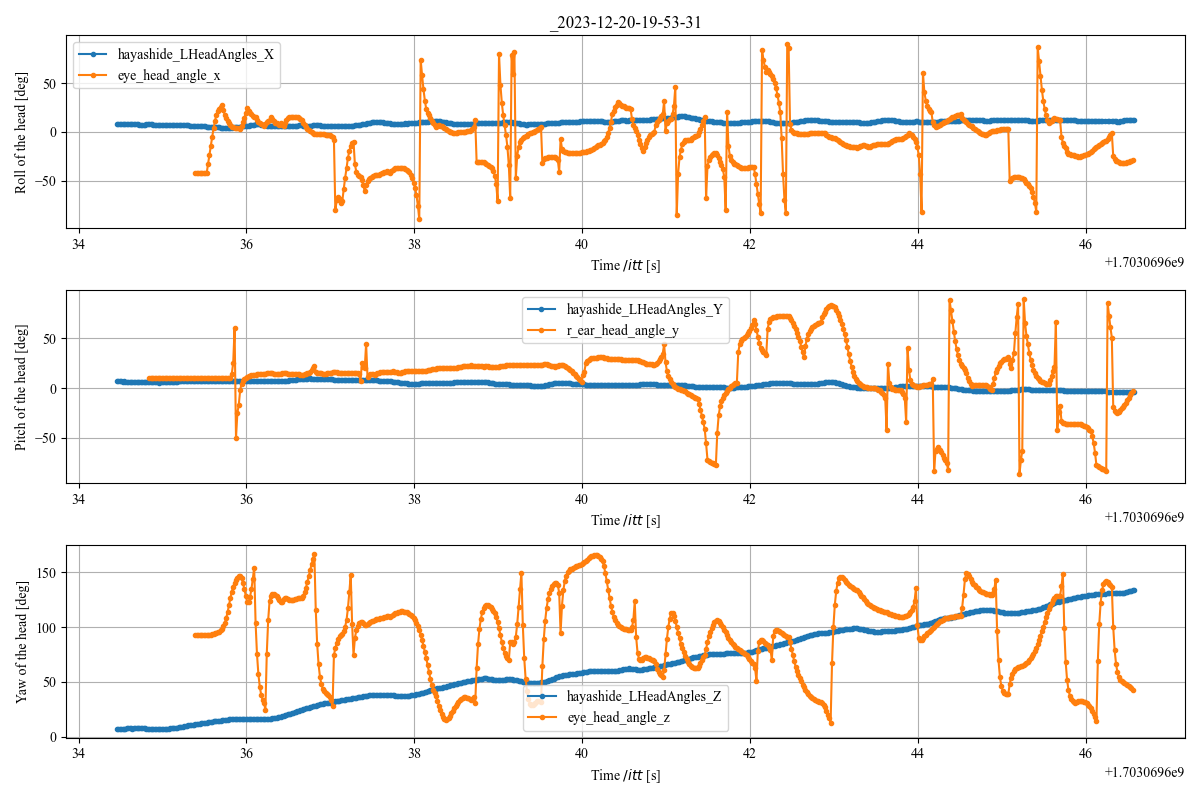 _2023-12-20-19-53-31
hayashide_LHeadAngles_X
eye_head_angle_x
Roll of the head [deg]
50
0
−50
34 36 38 40 42 44 46
Time /itt [s]
+1.7030696e9
hayashide_LHeadAngles_Y
r_ear_head_angle_y
Pitch of the head [deg]
50
0
−50
34 36 38 40 42 44 46
Time /itt [s]
+1.7030696e9
Yaw of the head [deg]
150
100
50
0
hayashide_LHeadAngles_Z
eye_head_angle_z
34 36 38 40 42 44 46
Time /itt [s]
+1.7030696e9